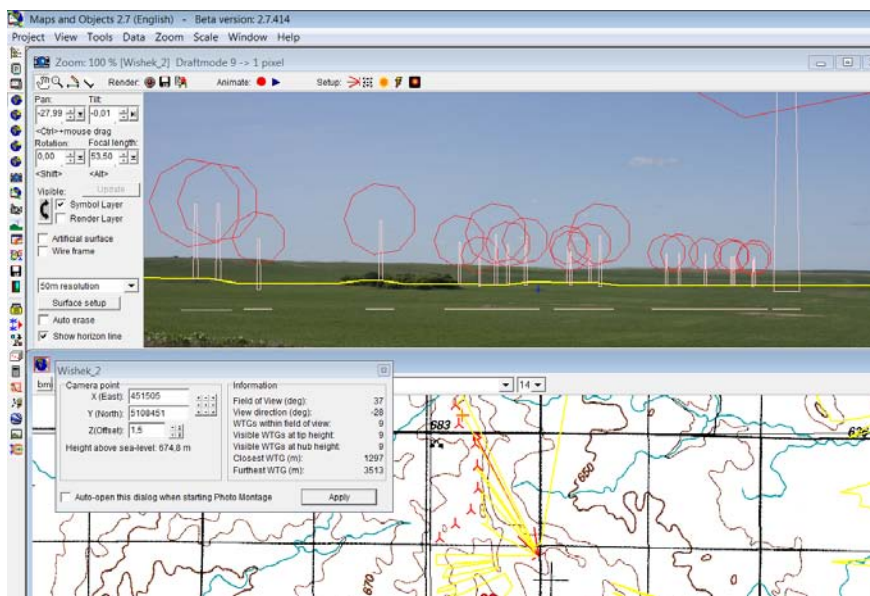 Maps and Objects 2.7 (English) - Beta version: 2.7.414
Project View Tools Data Zoom Scale Window Help
Zoom: 100 % [Wishek_2] Draftmode 9 -> 1 pixel
Render: Animate: Setup:
Pan: Tilt:
-27,99 -0,01
<Ctrl>+mouse drag
Rotation: Focal length:
0,00 53,50
<Shift> <Alt>
Visible: Update
Symbol Layer
Render Layer
Artificial surface
Wire frame
50m resolution
Surface setup
Auto erase
Show horizon line
Wishek_2
Camera point
X (East): 451505
Y (North): 5108451
Z(Offset): 1,5
Height above sea-level: 674,8 m
Information
Field of View (deg): 37
View direction (deg): -28
WTGs within field of view: 9
Visible WTGs at tip height: 9
Visible WTGs at hub height: 9
Closest WTG (m): 1297
Furthest WTG (m): 3513
Auto-open this dialog when starting Photo Montage
Apply
14
683
650
670